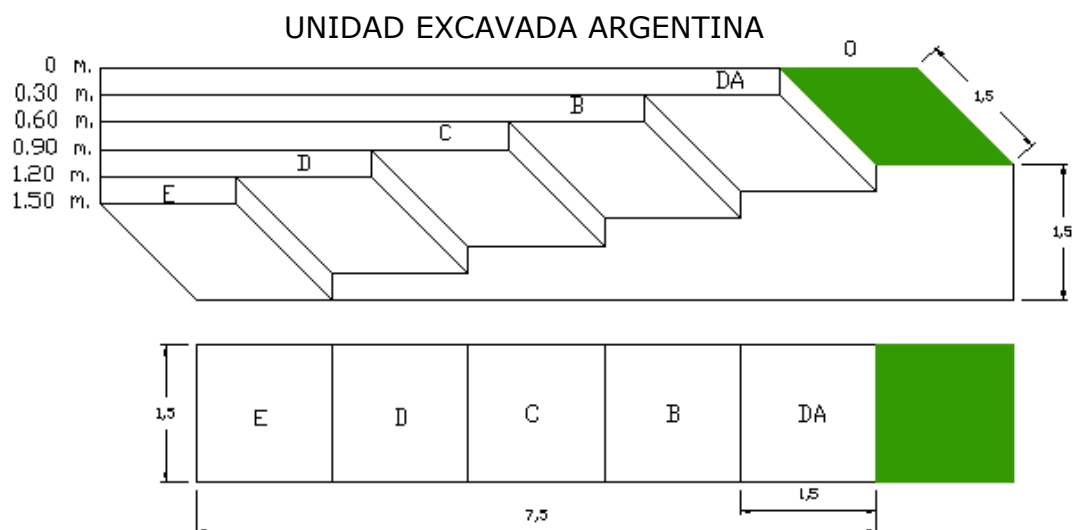 UNIDAD EXCAVADA ARGENTINA
O
0 m.
DA
0.30 m.
B
1,5
0.60 m.
C
0.90 m.
D
1.20 m.
E
1.50 m.
1,5
1,5
E
D
C
B
DA
1,5
7,5